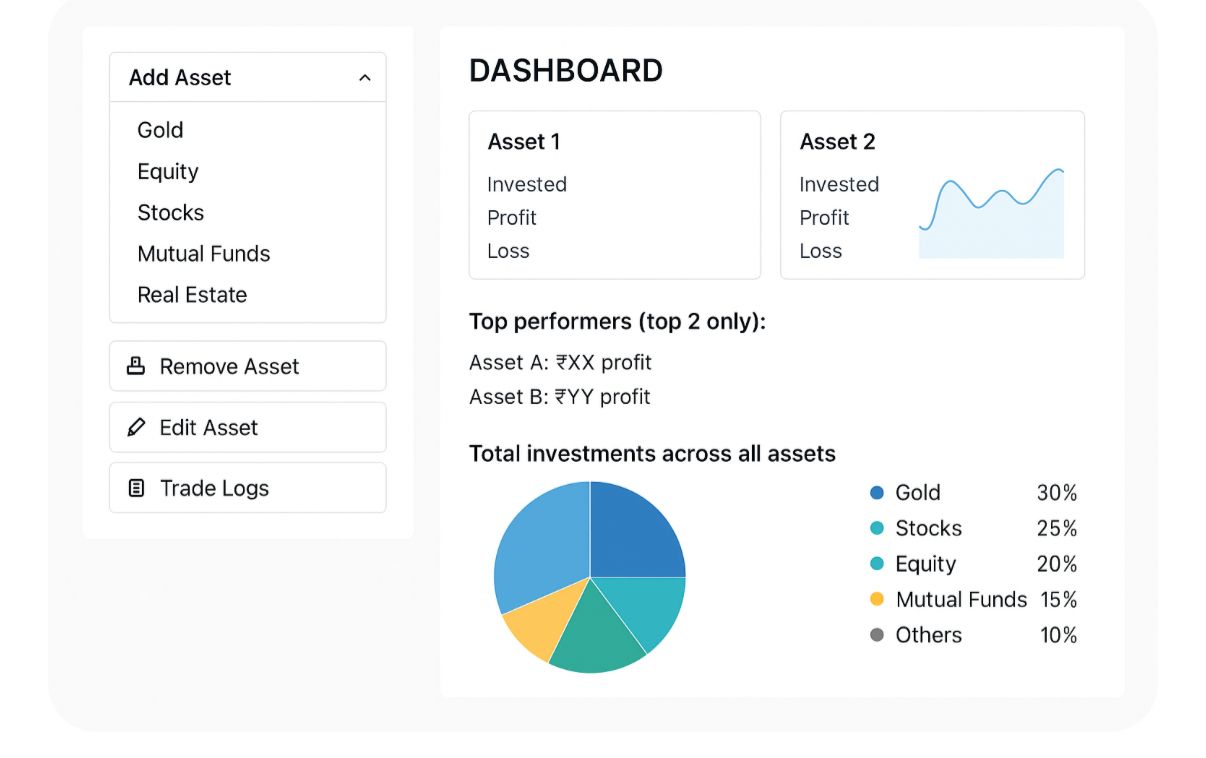 Add Asset
Gold
Equity
Stocks
Mutual Funds
Real Estate
Remove Asset
Edit Asset
Trade Logs
DASHBOARD
Asset 1
Invested
Profit
Loss
Asset 2
Invested
Profit
Loss
Top performers (top 2 only):
Asset A: ₹XX profit
Asset B: ₹YY profit
Total investments across all assets
Gold 30%
Stocks 25%
Equity 20%
Mutual Funds 15%
Others 10%